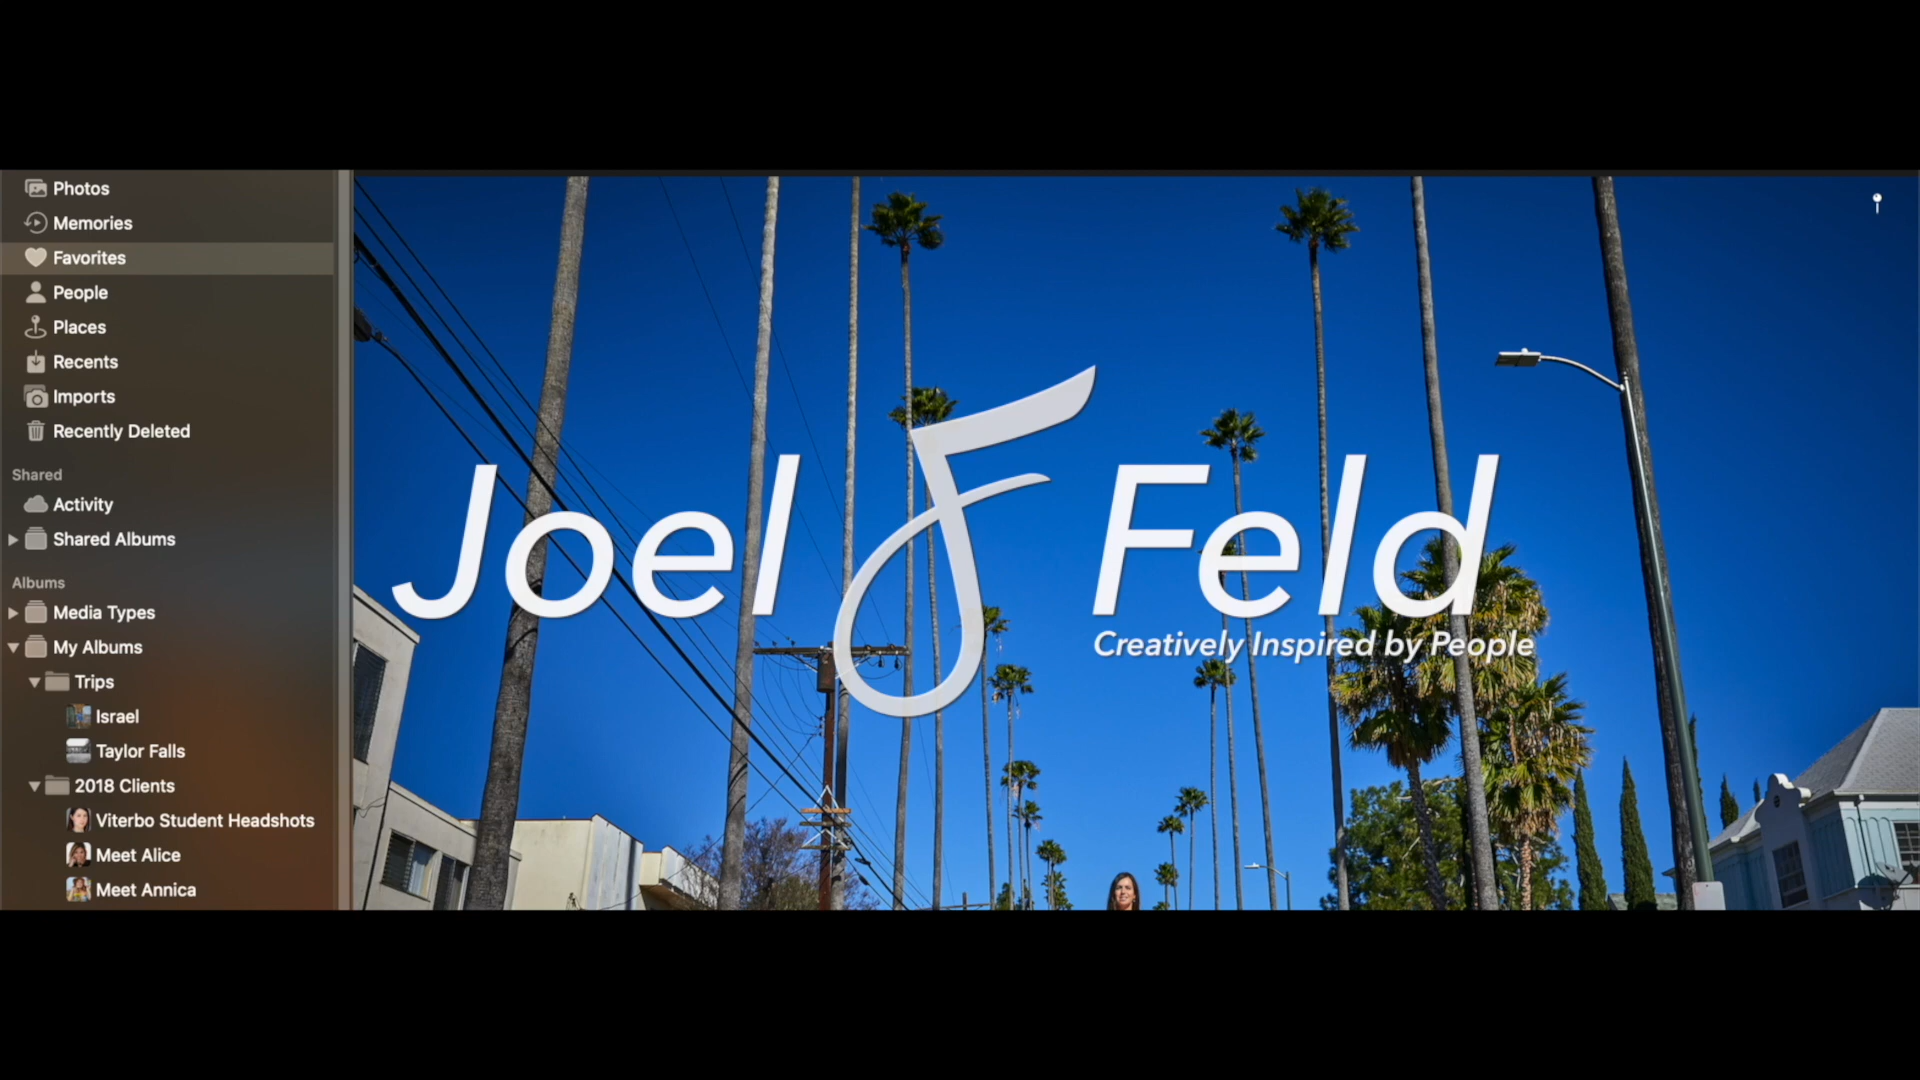 Photos
Memories
Favorites
People
Places
Recents
Imports
Recently Deleted
Shared
Activity
Shared Albums
Albums
Media Types
My Albums
Trips
Israel
Taylor Falls
2018 Clients
Viterbo Student Headshots
Meet Alice
Meet Annica
Joel F Feld
Creatively Inspired by People